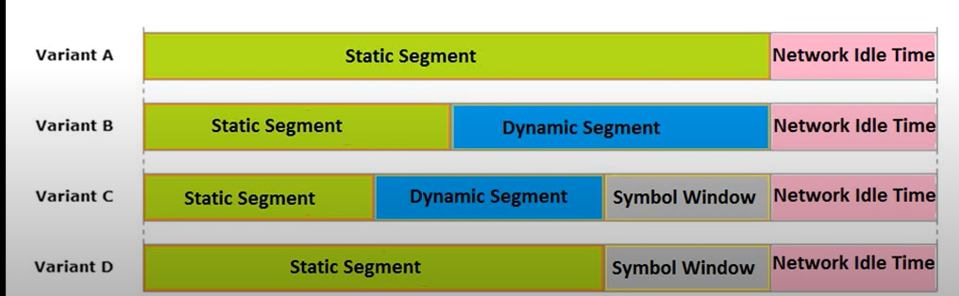 Variant A Static Segment Network Idle Time
Variant B Static Segment Dynamic Segment Network Idle Time
Variant C Static Segment Dynamic Segment Symbol Window Network Idle Time
Variant D Static Segment Symbol Window Network Idle Time